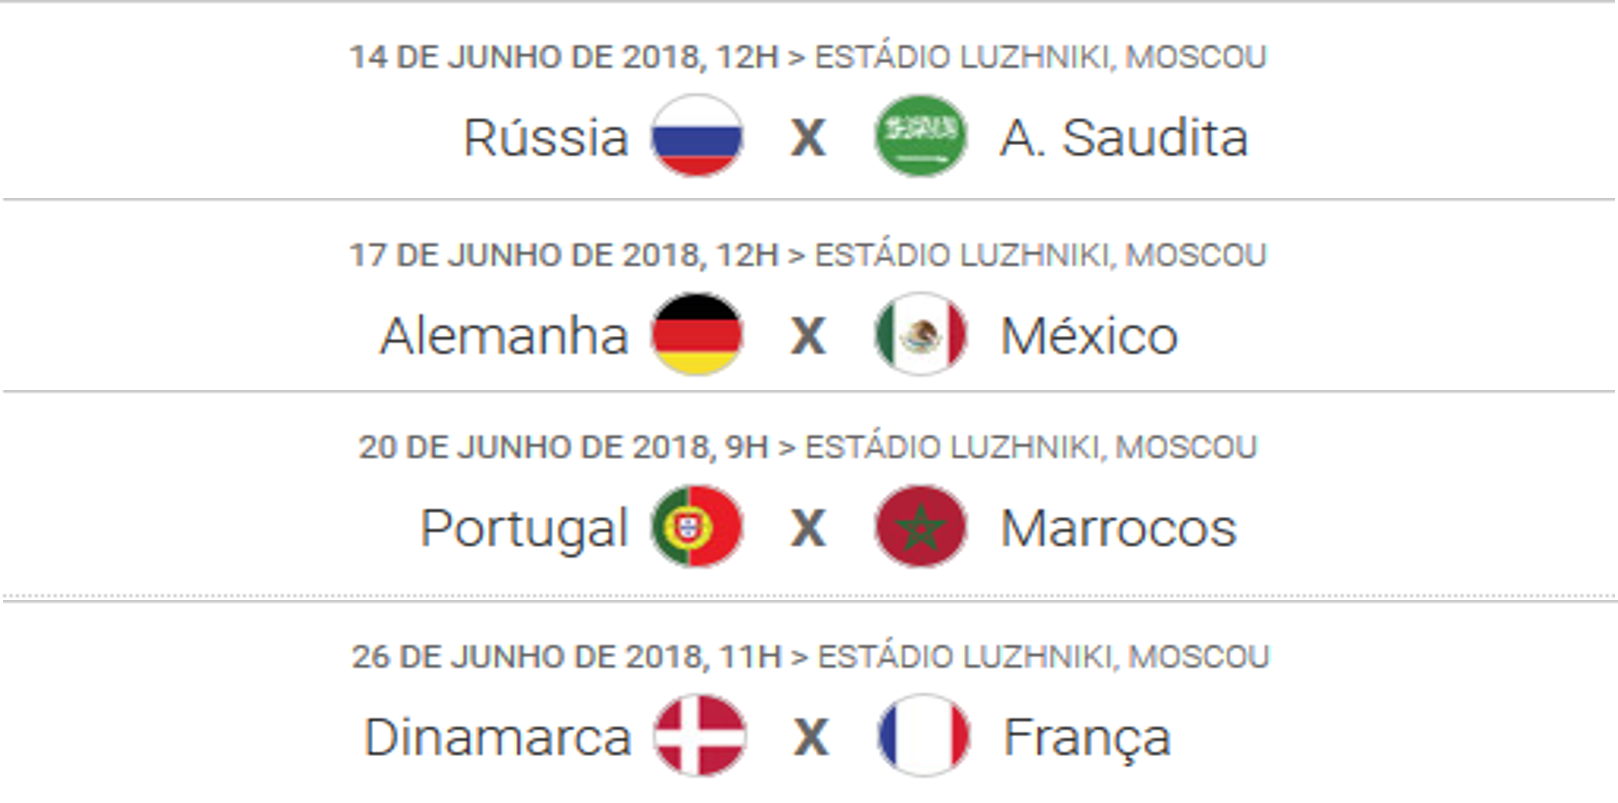 14 DE JUNHO DE 2018, 12H > ESTÁDIO LUZHNIKI, MOSCOU
Rússia X A. Saudita
17 DE JUNHO DE 2018, 12H > ESTÁDIO LUZHNIKI, MOSCOU
Alemanha X México
20 DE JUNHO DE 2018, 9H > ESTÁDIO LUZHNIKI, MOSCOU
Portugal X Marrocos
26 DE JUNHO DE 2018, 11H > ESTÁDIO LUZHNIKI, MOSCOU
Dinamarca X França